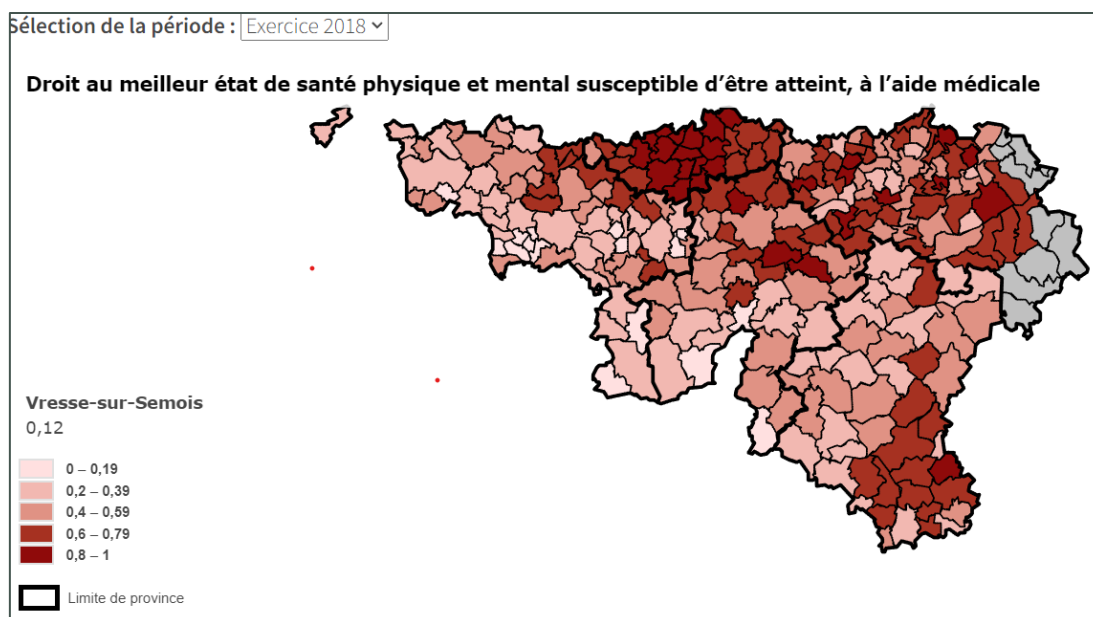 Sélection de la période : Exercice 2018
Droit au meilleur état de santé physique et mental susceptible d’être atteint, à l’aide médicale
Vresse-sur-Semois
0,12
0 – 0,19
0,2 – 0,39
0,4 – 0,59
0,6 – 0,79
0,8 – 1
Limite de province